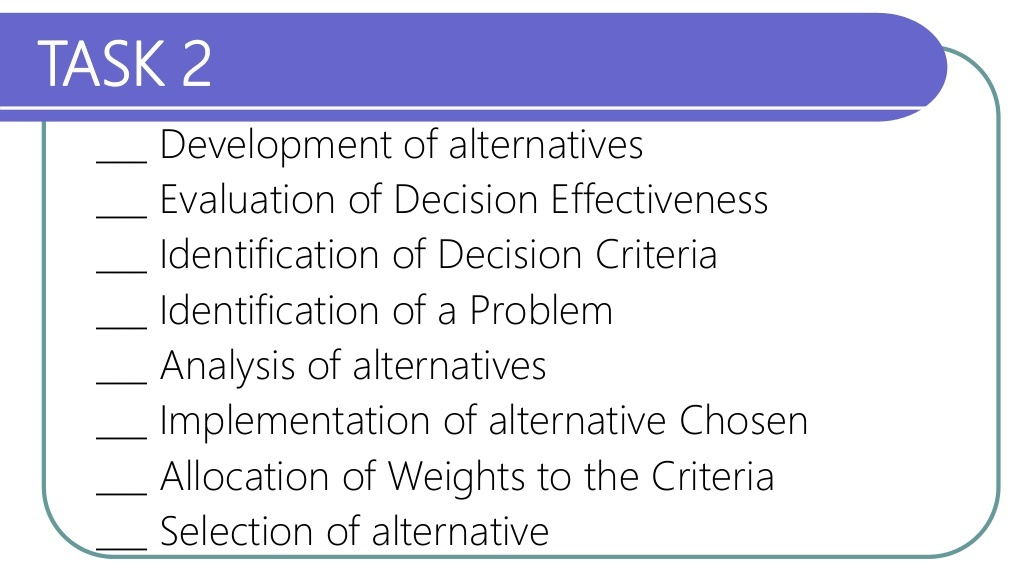 TASK 2
___ Development of alternatives
___ Evaluation of Decision Effectiveness
___ Identification of Decision Criteria
___ Identification of a Problem
___ Analysis of alternatives
___ Implementation of alternative Chosen
___ Allocation of Weights to the Criteria
___ Selection of alternative